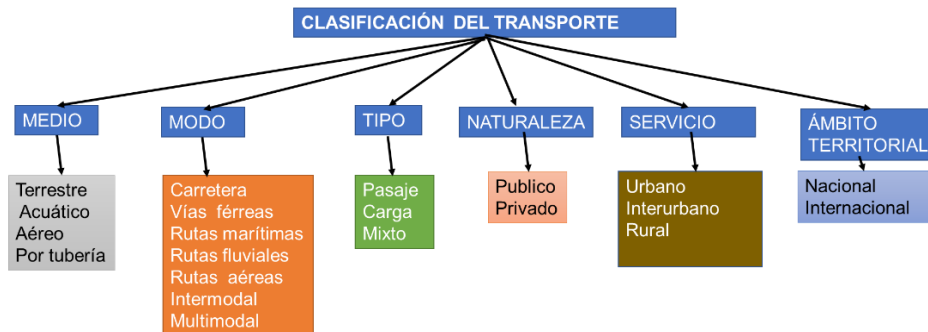 CLASIFICACIÓN DEL TRANSPORTE
MEDIO
Terrestre
Acuático
Aéreo
Por tubería
MODO
Carretera
Vías férreas
Rutas marítimas
Rutas fluviales
Rutas aéreas
Intermodal
Multimodal
TIPO
Pasaje
Carga
Mixto
NATURALEZA
Publico
Privado
SERVICIO
Urbano
Interurbano
Rural
ÁMBITO
TERRITORIAL
Nacional
Internacional